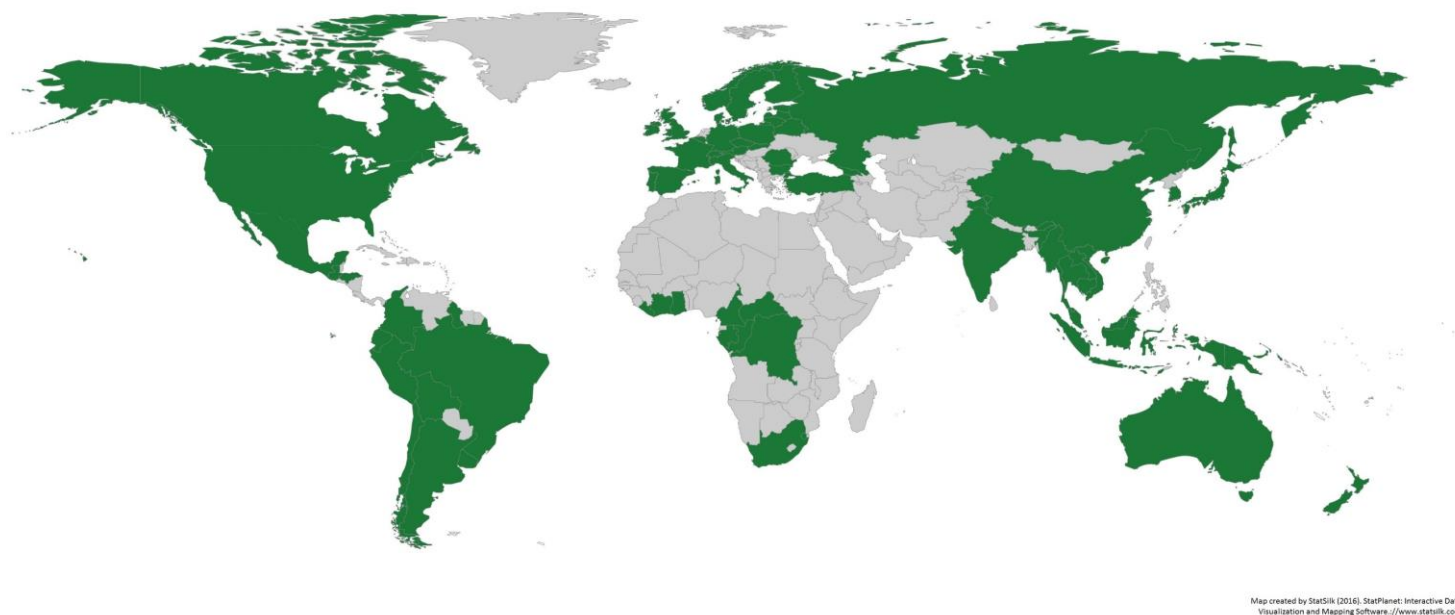 Map created by StatSilk (2016). StatPlanet: Interactive Da
Visualization and Mapping Software.://www.statsilk.co